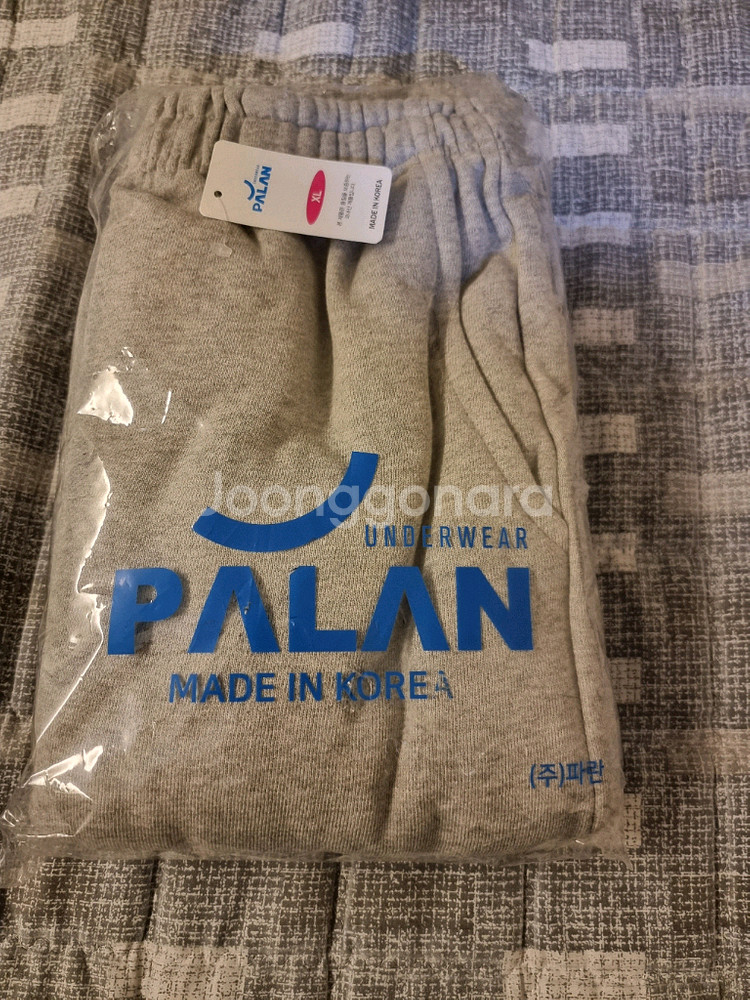 PALAN
XL
MADE IN KOREA
Joonggonara
UNDERWEAR
PALAN
MADE IN KOREA
(주)파란